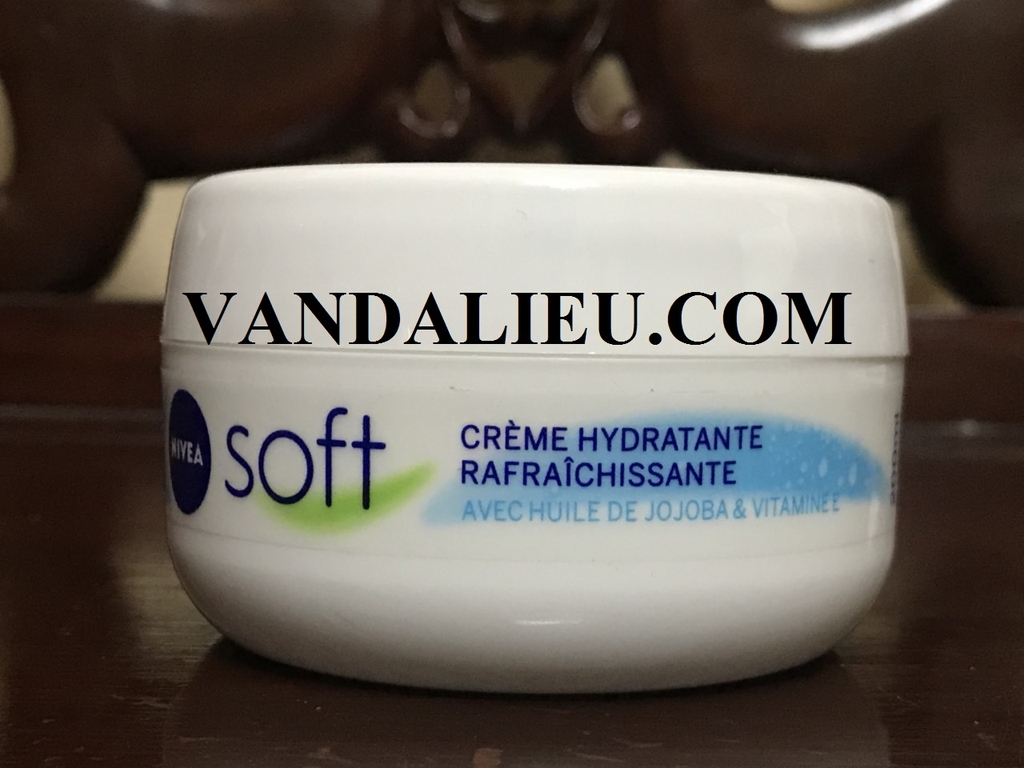 VANDALIEU.COM
NIVEA
soft
CRÈME HYDRATANTE
RAFRAÎCHISSANTE
AVEC HUILE DE JOJOBA & VITAMINE E